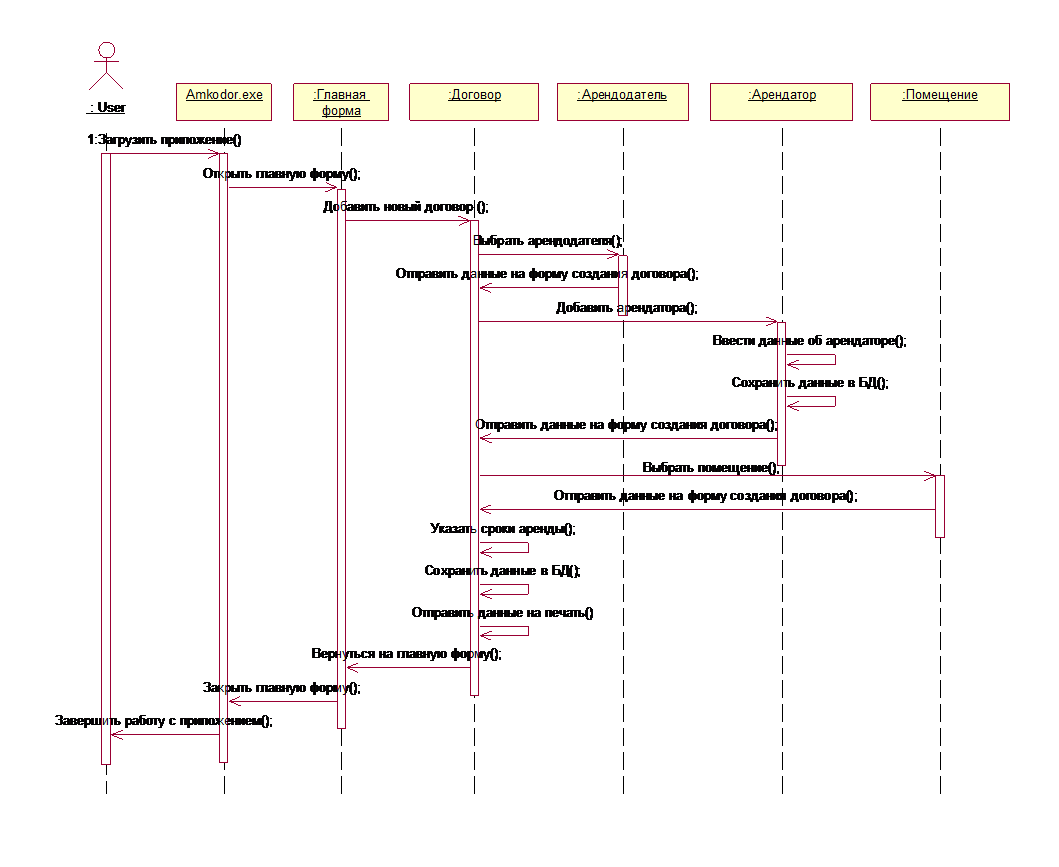 : User
Amkodor.exe
:Главная
форма
:Договор
:Арендодатель
:Арендатор
:Помещение
1:Загрузить приложение()
Открыть главную форму();
Добавить новый договор ();
Выбрать арендодателя();
Отправить данные на форму создания договора();
Добавить арендатора();
Ввести данные об арендаторе();
Сохранить данные в БД();
Отправить данные на форму создания договора();
Выбрать помещение();
Отправить данные на форму создания договора();
Указать сроки аренды();
Сохранить данные в БД();
Отправить данные на печать()
Вернуться на главную форму();
Закрыть главную форму();
Завершить работу с приложением();